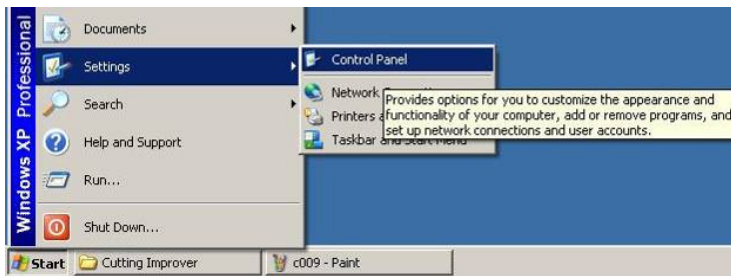 Windows XP Professional
Documents
Settings
Search
Help and Support
Run...
Shut Down...
Control Panel
Network
Printers
Taskbar and Start Menu
Provides options for you to customize the appearance and
functionality of your computer, add or remove programs, and
set up network connections and user accounts.
Start
Cutting Improver
c009 - Paint